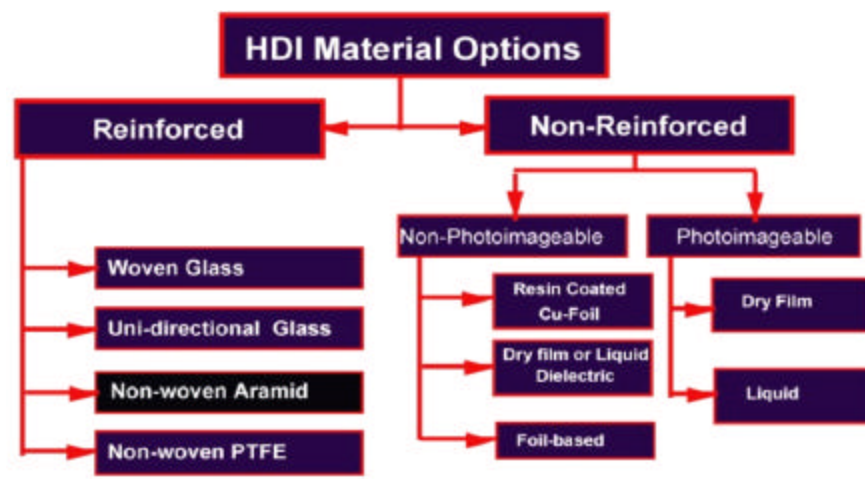 HDI Material Options
Reinforced
Non-Reinforced
Non-Photoimageable
Photoimageable
Woven Glass
Uni-directional Glass
Non-woven Aramid
Non-woven PTFE
Resin Coated
Cu-Foil
Dry film or Liquid
Dielectric
Foil-based
Dry Film
Liquid